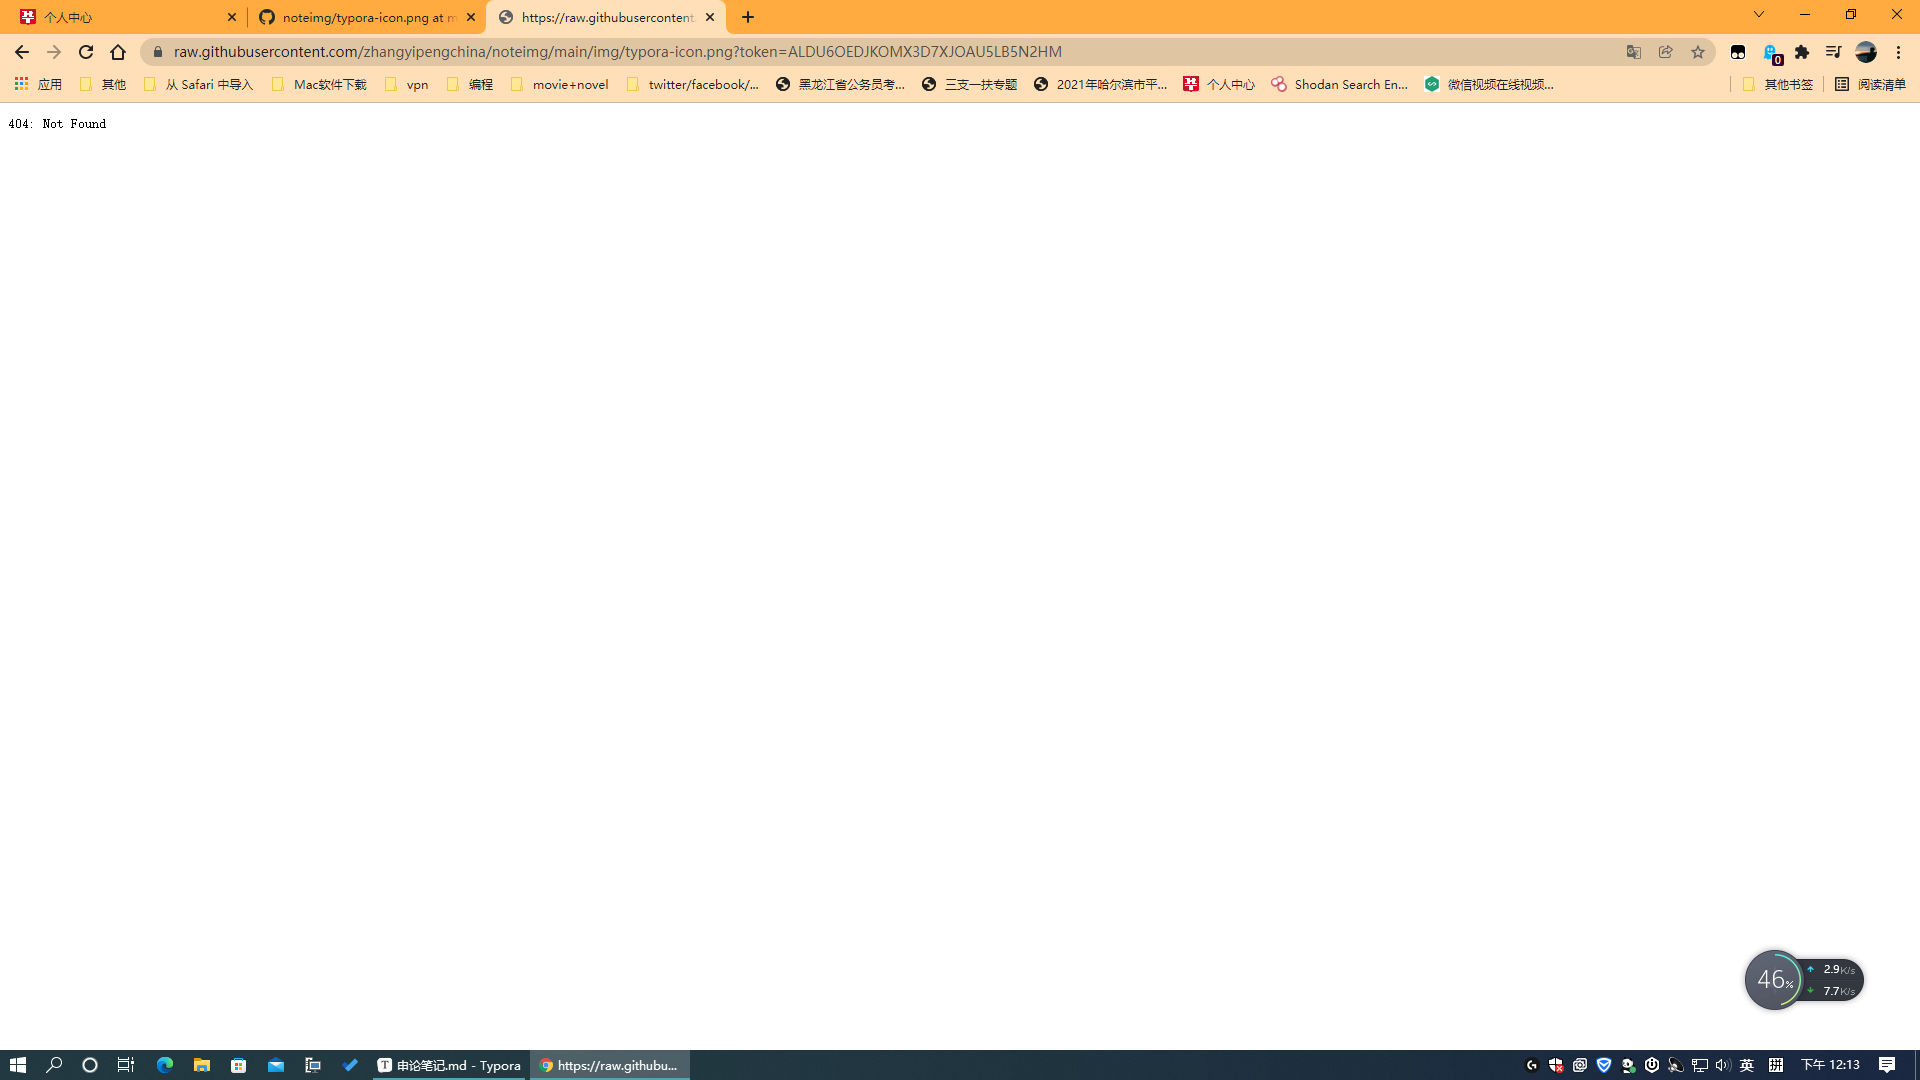 个人中心
noteimg/typora-icon.png at m
https://raw.githubusercontent.
raw.githubusercontent.com/zhangyipengchina/noteimg/main/img/typora-icon.png?token=ALDU6OEDJKOMX3D7XJOAU5LB5N2HM
0
应用 其他 从 Safari 中导入 Mac软件下载 vpn 编程 movie+novel twitter/facebook/... 黑龙江省公务员考... 三支一扶专题 2021年哈尔滨市平... 个人中心 Shodan Search En... 微信视频在线视频... 其他书签 阅读清单
404: Not Found
46%
2.9K/s
7.7K/s
申论笔记.md - Typora
https://raw.githubu...
英 拼 下午 12:13